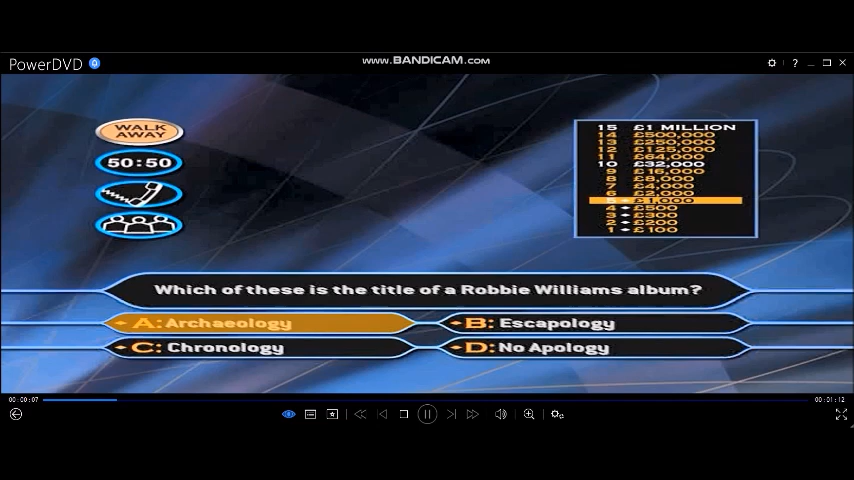 www.BANDICAM.com
PowerDVD
WALK
AWAY
50:50
15 £1 MILLION
14 £500,000
13 £250,000
12 £125,000
11 £64,000
10 £32,000
9 £16,000
8 £8,000
7 £4,000
6 £2,000
5 £1,000
4 £500
3 £300
2 £200
1 £100
Which of these is the title of a Robbie Williams album?
A: Archaeology
B: Escapology
C: Chronology
D: No Apology
00:00:07
00:01:12